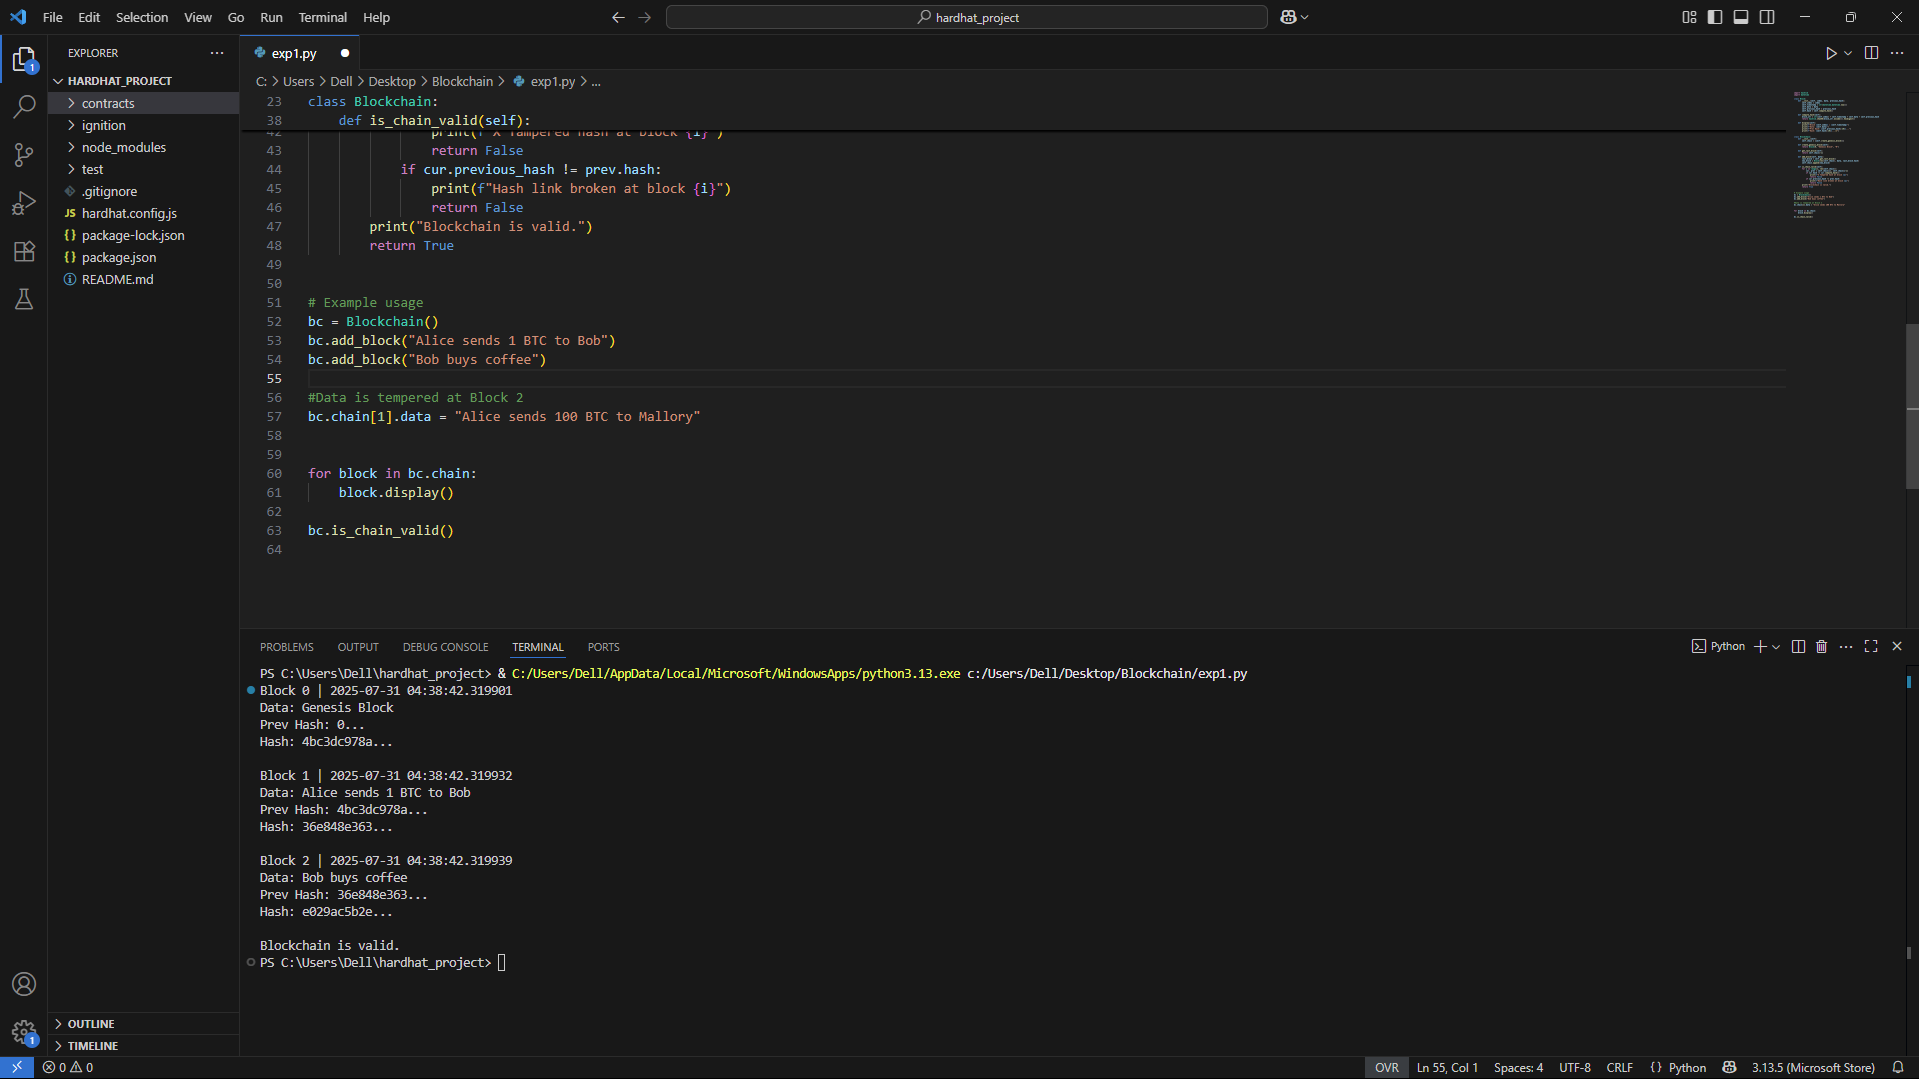 File Edit Selection View Go Run Terminal Help
hardhat_project
EXPLORER
HARDHAT_PROJECT
contracts
ignition
node_modules
test
.gitignore
JS hardhat.config.js
{} package-lock.json
{} package.json
README.md
OUTLINE
TIMELINE
exp1.py
C: > Users > Dell > Desktop > Blockchain > exp1.py > ...
23 class Blockchain:
38 def is_chain_valid(self):
42 print(f"X Tampered hash at block {i}")
43 return False
44 if cur.previous_hash != prev.hash:
45 print(f"Hash link broken at block {i}")
46 return False
47 print("Blockchain is valid.")
48 return True
49
50
51 # Example usage
52 bc = Blockchain()
53 bc.add_block("Alice sends 1 BTC to Bob")
54 bc.add_block("Bob buys coffee")
55
56 #Data is tempered at Block 2
57 bc.chain[1].data = "Alice sends 100 BTC to Mallory"
58
59
60 for block in bc.chain:
61 block.display()
62
63 bc.is_chain_valid()
64
PROBLEMS OUTPUT DEBUG CONSOLE TERMINAL PORTS
Python
PS C:\Users\Dell\hardhat_project> & C:/Users/Dell/AppData/Local/Microsoft/WindowsApps/python3.13.exe c:/Users/Dell/Desktop/Blockchain/exp1.py
Block 0 | 2025-07-31 04:38:42.319901
Data: Genesis Block
Prev Hash: 0...
Hash: 4bc3dc978a...
Block 1 | 2025-07-31 04:38:42.319932
Data: Alice sends 1 BTC to Bob
Prev Hash: 4bc3dc978a...
Hash: 36e848e363...
Block 2 | 2025-07-31 04:38:42.319939
Data: Bob buys coffee
Prev Hash: 36e848e363...
Hash: e029ac5b2e...
Blockchain is valid.
PS C:\Users\Dell\hardhat_project>
0 0
OVR Ln 55, Col 1 Spaces: 4 UTF-8 CRLF {} Python 3.13.5 (Microsoft Store)